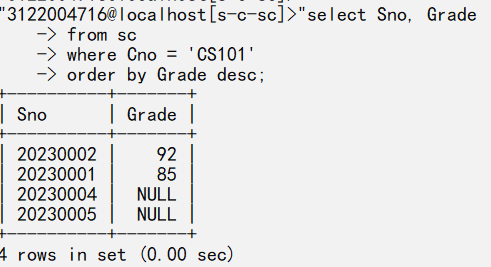 "3122004716@localhost[s-c-sc]>"select Sno, Grade
-> from sc
-> where Cno = 'CS101'
-> order by Grade desc;
+----------+-------+
| Sno      | Grade |
+----------+-------+
| 20230002 |    92 |
| 20230001 |    85 |
| 20230004 |  NULL |
| 20230005 |  NULL |
+----------+-------+
4 rows in set (0.00 sec)